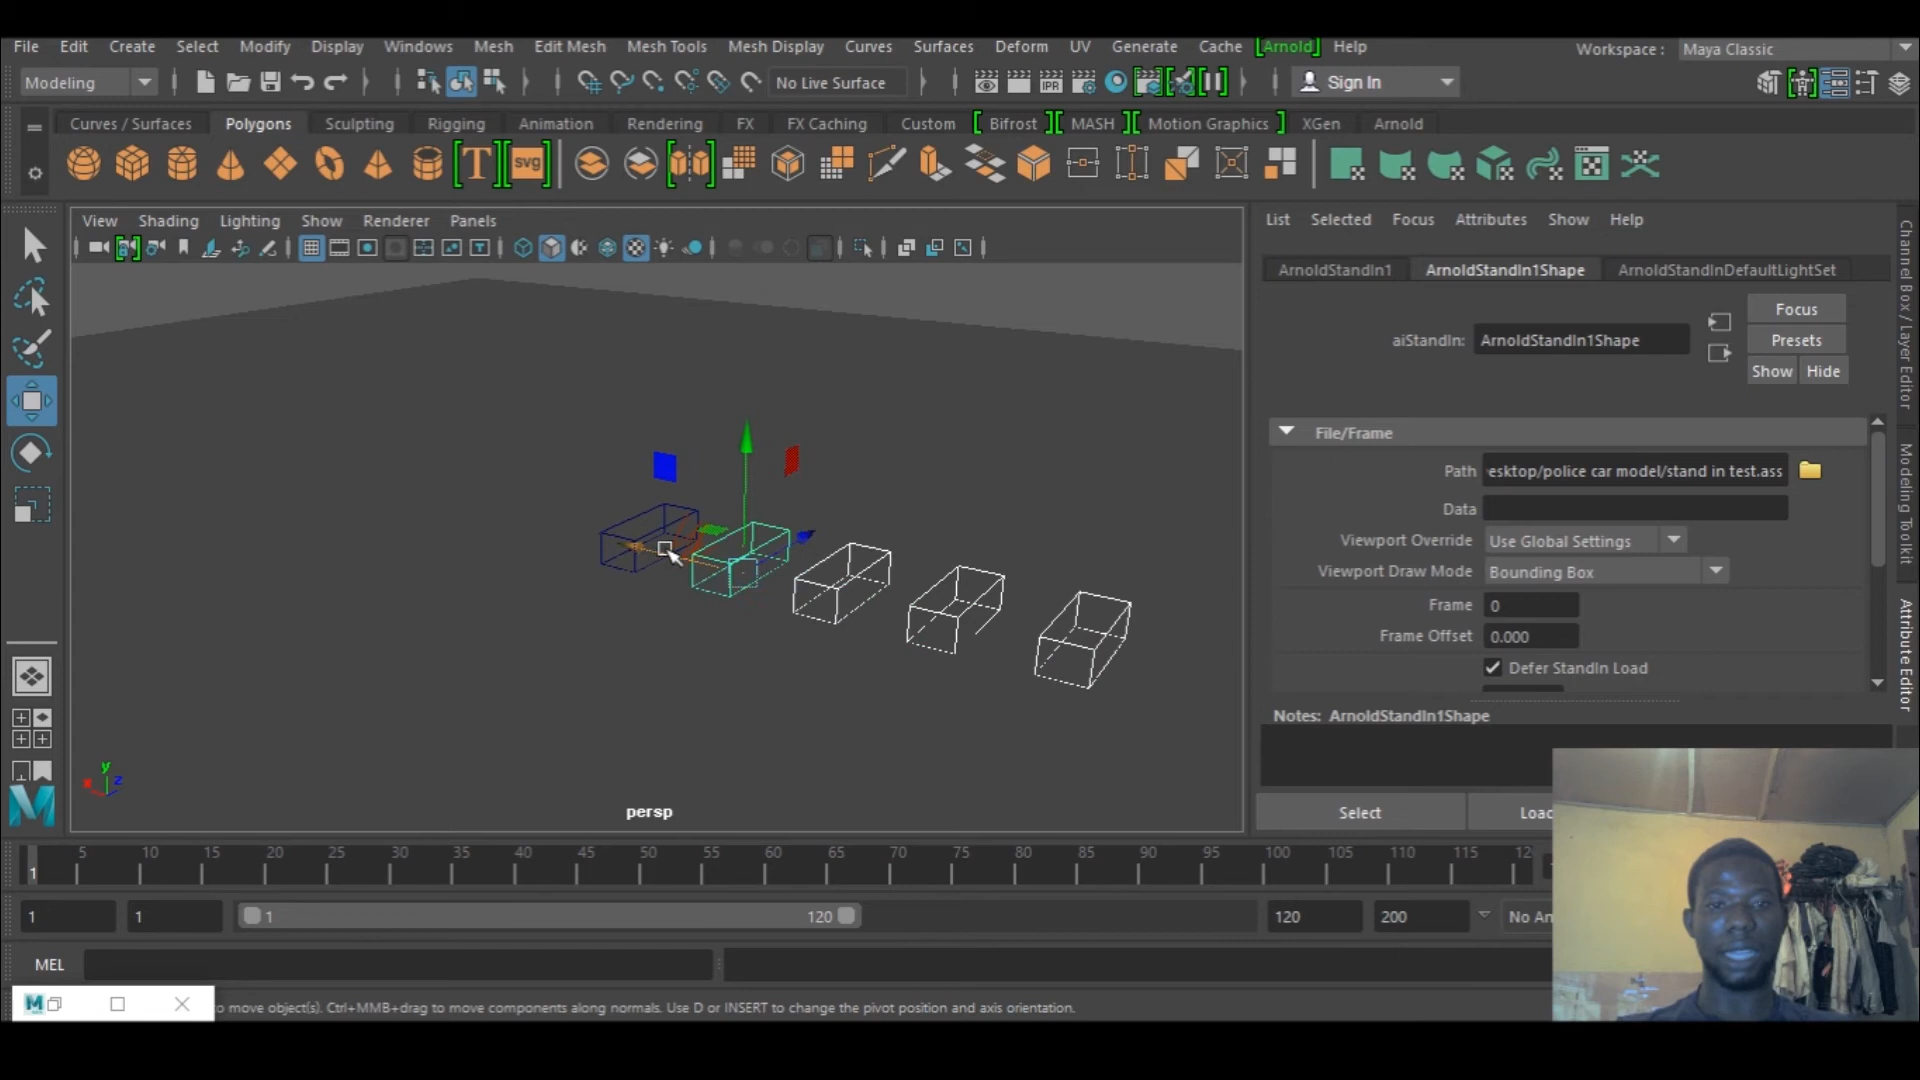 File Edit Create Select Modify Display Windows Mesh Edit Mesh Mesh Tools Mesh Display Curves Surfaces Deform UV Generate Cache [Arnold] Help Workspace : Maya Classic
Modeling No Live Surface IPR Sign In
Curves / Surfaces Polygons Sculpting Rigging Animation Rendering FX FX Caching Custom [ Bifrost ][ MASH ][ Motion Graphics ] XGen Arnold
T svg
View Shading Lighting Show Renderer Panels
List Selected Focus Attributes Show Help
ArnoldStandIn1 ArnoldStandIn1Shape ArnoldStandInDefaultLightSet
Focus
aiStandIn: ArnoldStandIn1Shape Presets
Show Hide
File/Frame
Path esktop/police car model/stand in test.ass
Data
Viewport Override Use Global Settings
Viewport Draw Mode Bounding Box
Frame 0
Frame Offset 0.000
Defer StandIn Load
Notes: ArnoldStandIn1Shape
Select Loa
Channel Box / Layer Editor
Modeling Toolkit
Attribute Editor
y
x z
persp
M
5 10 15 20 25 30 35 40 45 50 55 60 65 70 75 80 85 90 95 100 105 110 115 12
1
1 1 1 120 120 200 No An
MEL
M
o move object(s). Ctrl+MMB+drag to move components along normals. Use D or INSERT to change the pivot position and axis orientation.